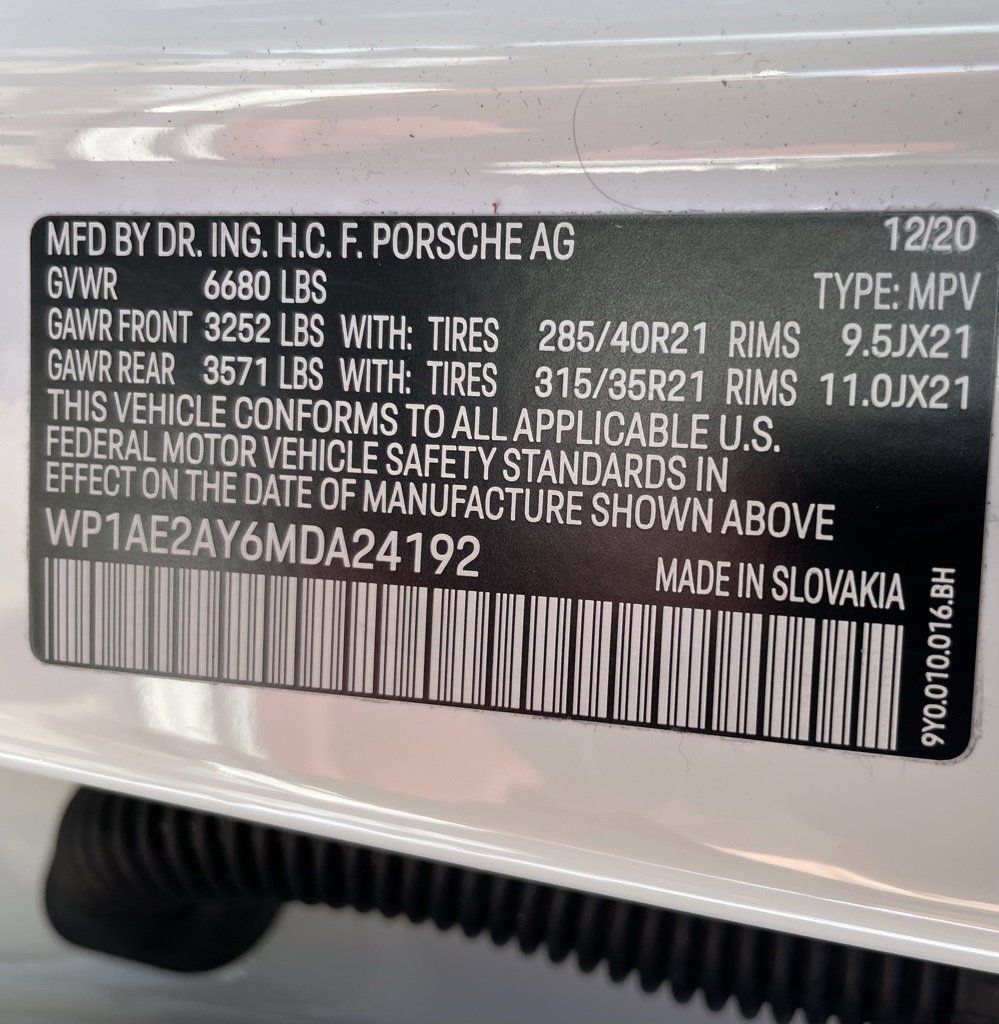 MFD BY DR. ING. H.C. F. PORSCHE AG 12/20
GVWR 6680 LBS TYPE: MPV
GAWR FRONT 3252 LBS WITH: TIRES 285/40R21 RIMS 9.5JX21
GAWR REAR 3571 LBS WITH: TIRES 315/35R21 RIMS 11.0JX21
THIS VEHICLE CONFORMS TO ALL APPLICABLE U.S.
FEDERAL MOTOR VEHICLE SAFETY STANDARDS IN
EFFECT ON THE DATE OF MANUFACTURE SHOWN ABOVE
WP1AE2AY6MDA24192
MADE IN SLOVAKIA
9Y0.010.016.BH